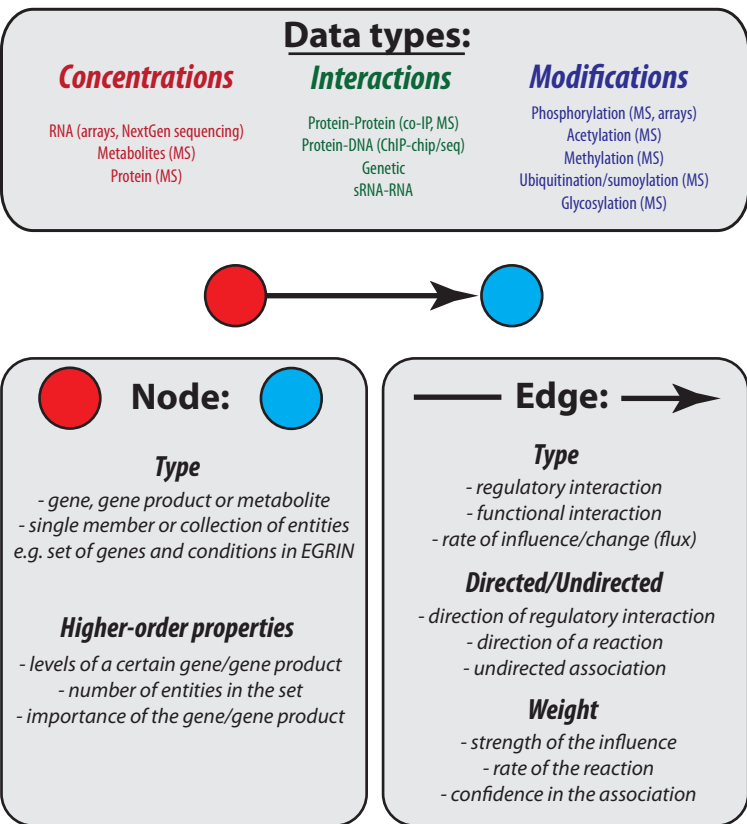 Data types:
Concentrations
RNA (arrays, NextGen sequencing)
Metabolites (MS)
Protein (MS)
Interactions
Protein-Protein (co-IP, MS)
Protein-DNA (ChIP-chip/seq)
Genetic
sRNA-RNA
Modifications
Phosphorylation (MS, arrays)
Acetylation (MS)
Methylation (MS)
Ubiquitination/sumoylation (MS)
Glycosylation (MS)
Node:
Type
- gene, gene product or metabolite
- single member or collection of entities
e.g. set of genes and conditions in EGRIN
Higher-order properties
- levels of a certain gene/gene product
- number of entities in the set
- importance of the gene/gene product
Edge:
Type
- regulatory interaction
- functional interaction
- rate of influence/change (flux)
Directed/Undirected
- direction of regulatory interaction
- direction of a reaction
- undirected association
Weight
- strength of the influence
- rate of the reaction
- confidence in the association